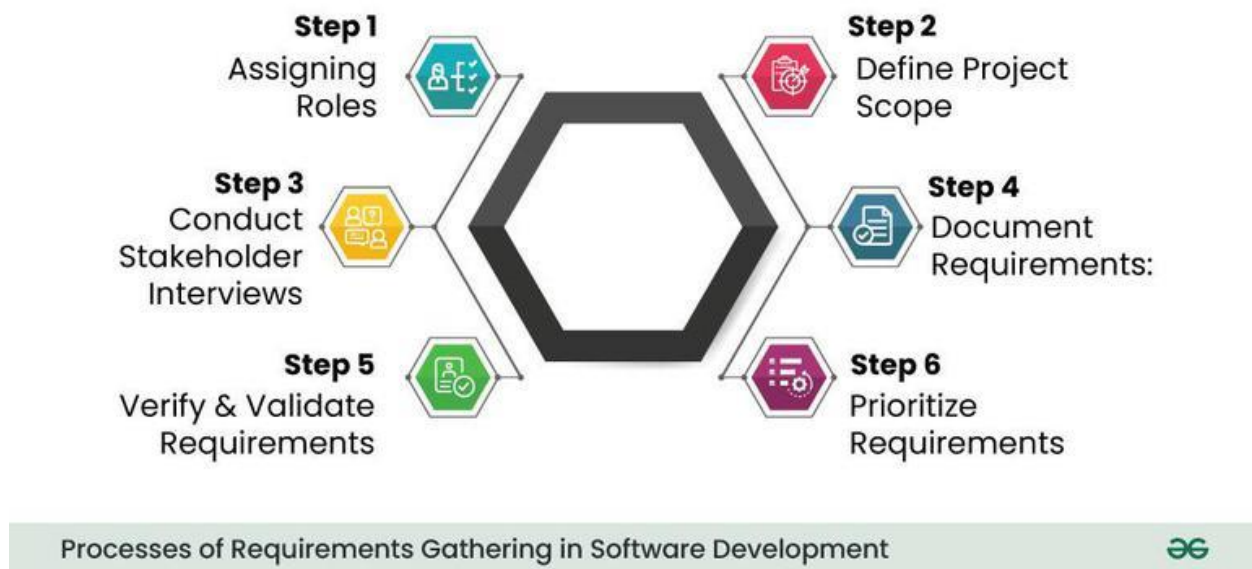 Step 1
Assigning
Roles
Step 2
Define Project
Scope
Step 3
Conduct
Stakeholder
Interviews
Step 4
Document
Requirements:
Step 5
Verify & Validate
Requirements
Step 6
Prioritize
Requirements
Processes of Requirements Gathering in Software Development